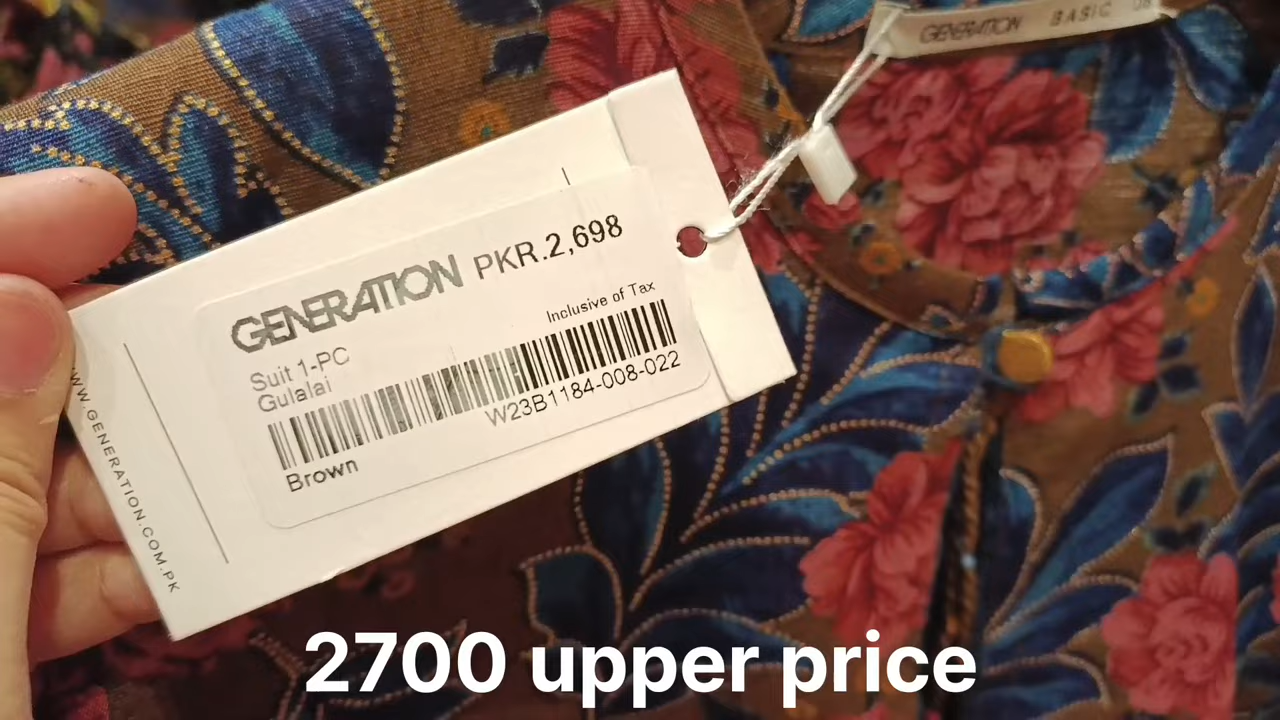 GENERATION BASIC 08
GENERATION PKR.2,698
Inclusive of Tax
Suit 1-PC
Gulalai
W23B1184-008-022
Brown
WWW.GENERATION.COM.PK
2700 upper price